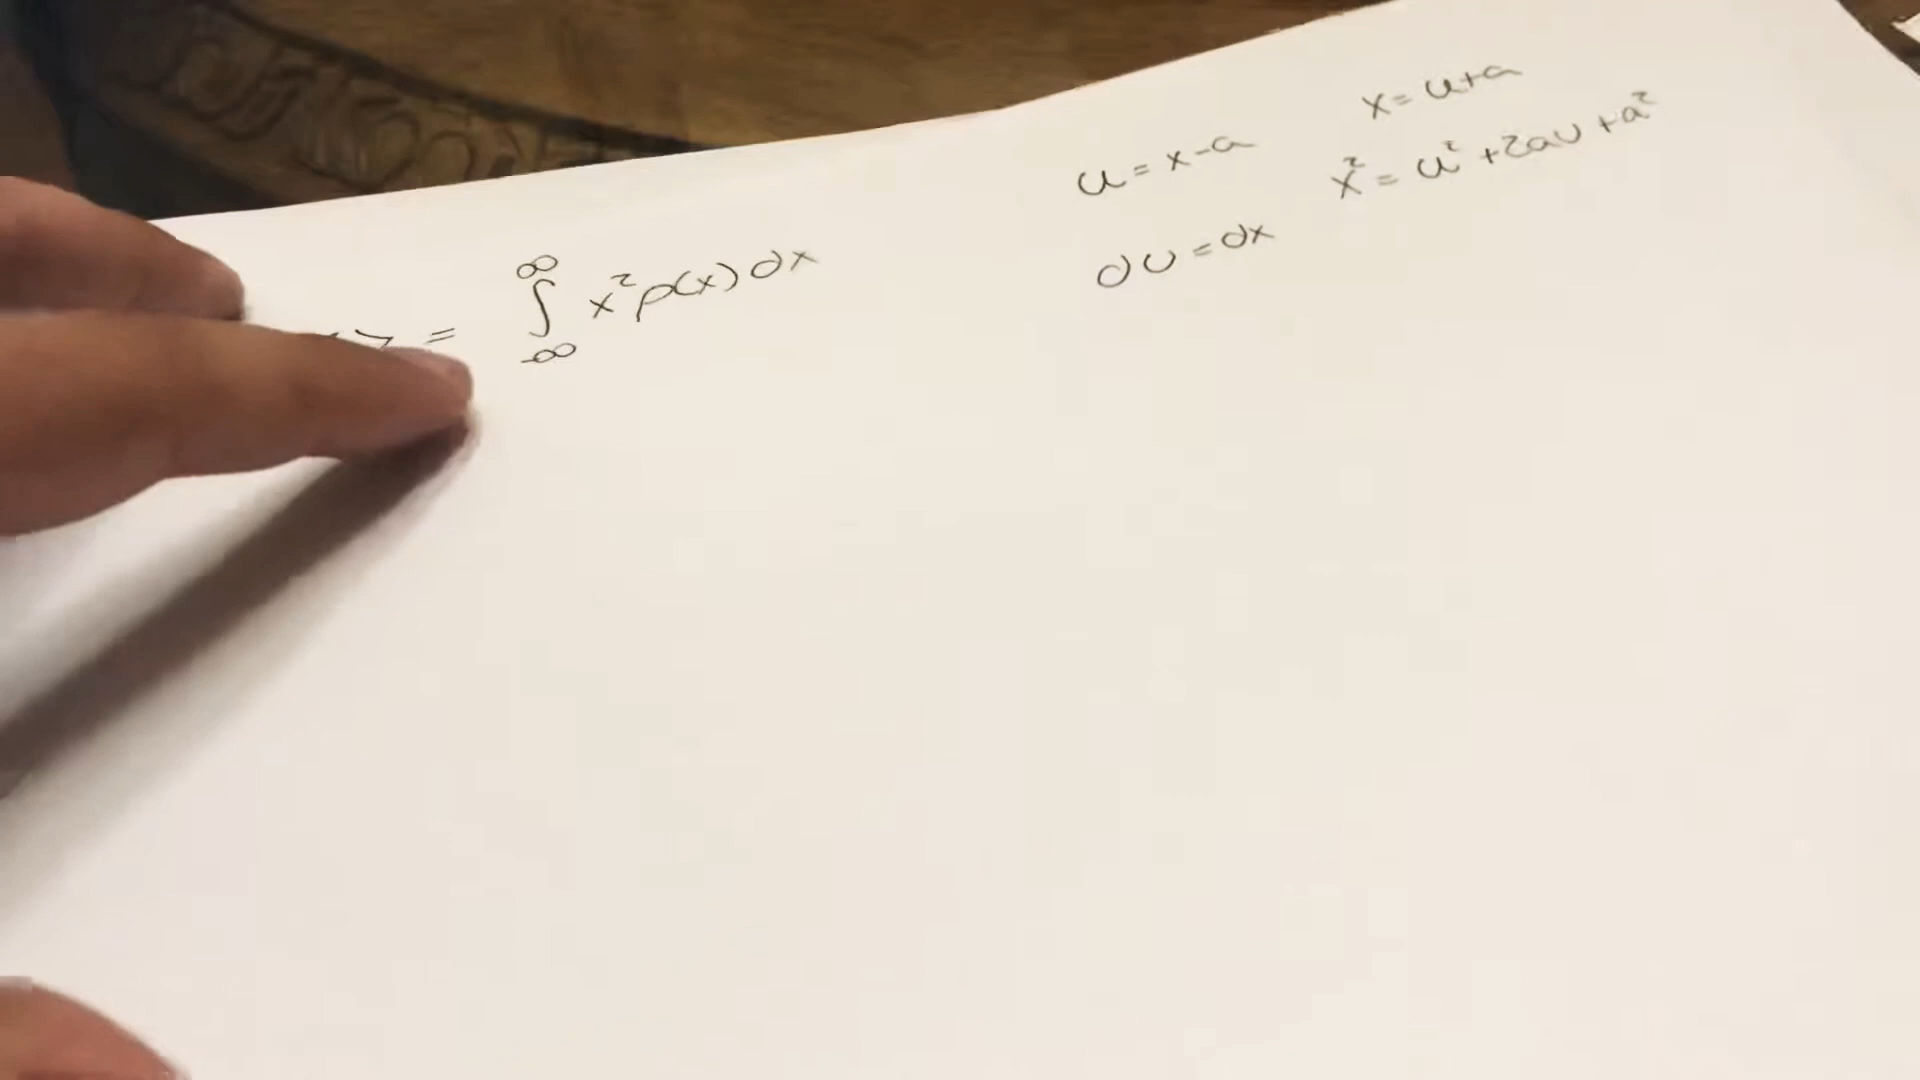 x = u+a
u = x-a
x² = u² + 2au + a²
du = dx
> = ∫_{-∞}^{∞} x² ρ(x) dx